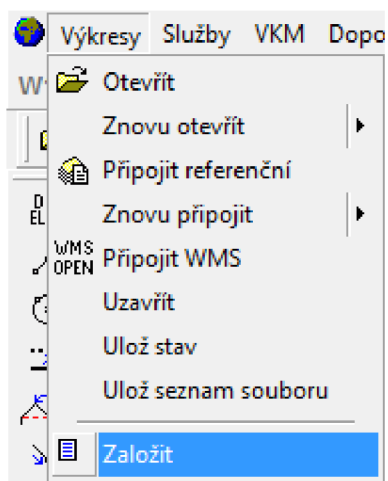 Výkresy Služby VKM
Otevřít
Znovu otevřít
Připojit referenční
Znovu připojit
WMS
OPEN Připojit WMS
Uzavřít
Ulož stav
Ulož seznam souboru
Založit